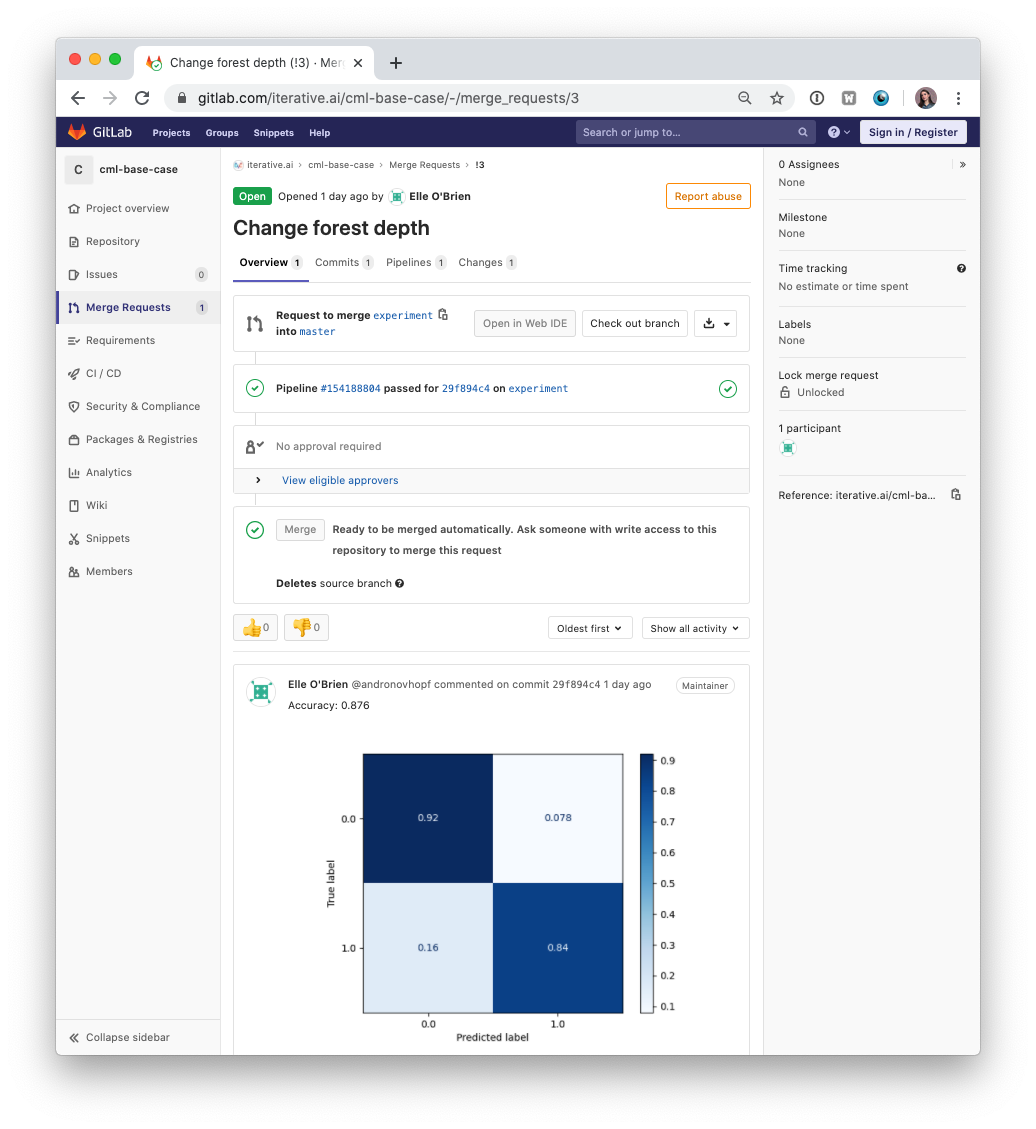 Change forest depth (!3) · Mer
gitlab.com/iterative.ai/cml-base-case/-/merge_requests/3
GitLab Projects Groups Snippets Help Search or jump to... Sign in / Register
C cml-base-case
Project overview
Repository
Issues 0
Merge Requests 1
Requirements
CI / CD
Security & Compliance
Packages & Registries
Analytics
Wiki
Snippets
Members
Collapse sidebar
iterative.ai › cml-base-case › Merge Requests › !3
Open Opened 1 day ago by Elle O'Brien Report abuse
Change forest depth
Overview 1 Commits 1 Pipelines 1 Changes 1
Request to merge experiment
into master
Open in Web IDE Check out branch
Pipeline #154188804 passed for 29f894c4 on experiment
No approval required
View eligible approvers
Merge Ready to be merged automatically. Ask someone with write access to this
repository to merge this request
Deletes source branch
0 0 Oldest first Show all activity
Elle O'Brien @andronovhopf commented on commit 29f894c4 1 day ago Maintainer
Accuracy: 0.876
0.92 0.078
0.16 0.84
True label
0.0
1.0
0.0 1.0
Predicted label
0.9
0.8
0.7
0.6
0.5
0.4
0.3
0.2
0.1
0 Assignees
None
Milestone
None
Time tracking
No estimate or time spent
Labels
None
Lock merge request
Unlocked
1 participant
Reference: iterative.ai/cml-ba...